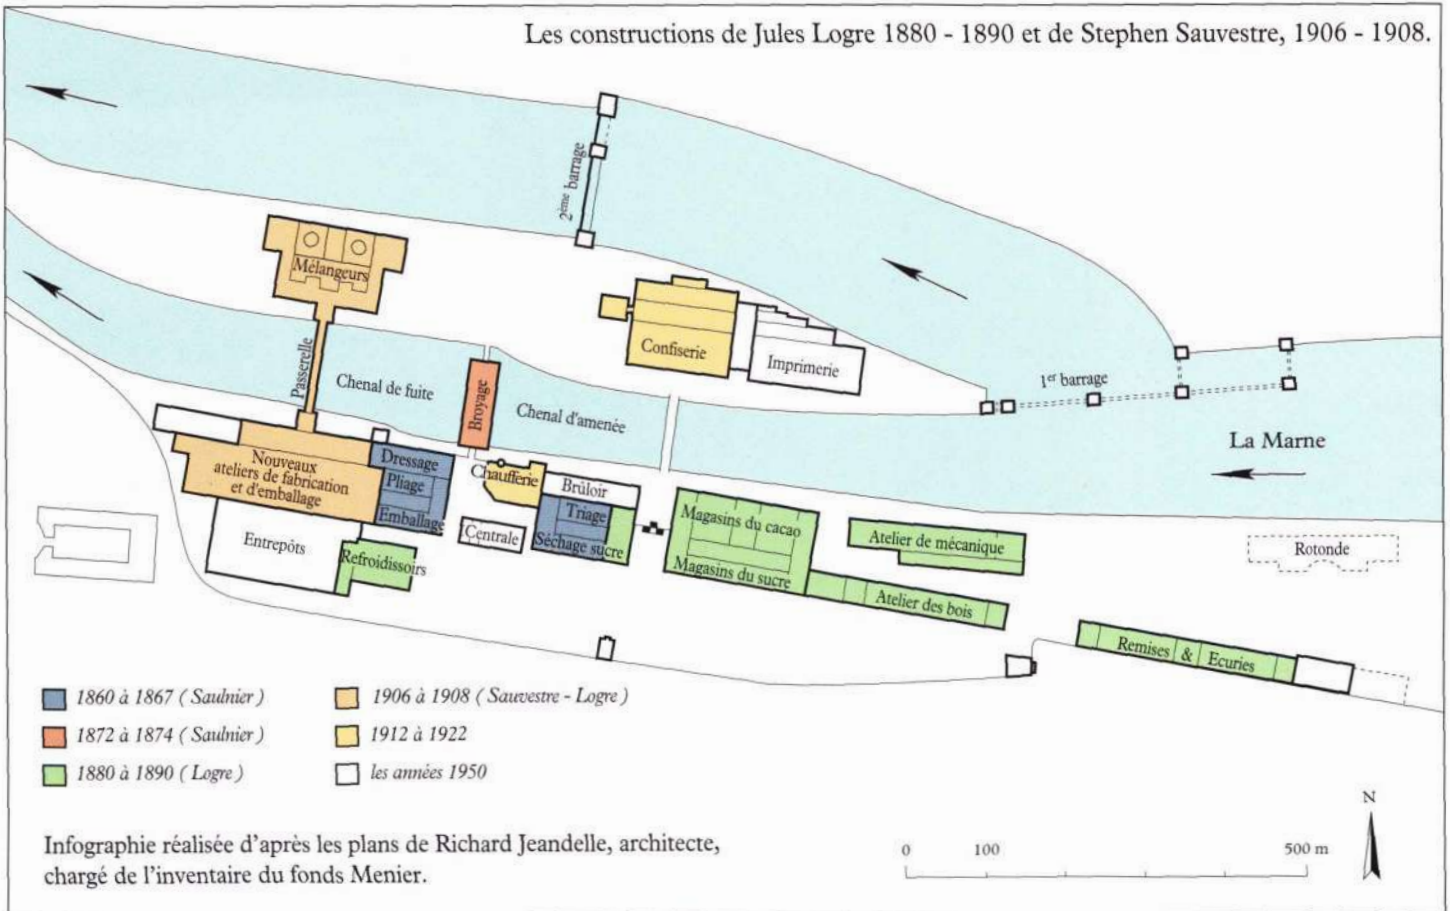 Les constructions de Jules Logre 1880 - 1890 et de Stephen Sauvestre, 1906 - 1908.
2ème barrage
Mélangeurs
Passerelle
Confiserie
Imprimerie
1er barrage
Chenal de fuite
Broyage
Chenal d'amenée
La Marne
Nouveaux
ateliers de fabrication
et d'emballage
Dressage
Pliage
Emballage
Chaufferie
Brûloir
Triage
Séchage sucre
Centrale
Entrepôts
Refroidissoirs
Magasins du cacao
Magasins du sucre
Atelier de mécanique
Atelier des bois
Rotonde
Remises & Ecuries
1860 à 1867 ( Saulnier )
1872 à 1874 ( Saulnier )
1880 à 1890 ( Logre )
1906 à 1908 ( Sauvestre - Logre )
1912 à 1922
les années 1950
Infographie réalisée d'après les plans de Richard Jeandelle, architecte,
chargé de l'inventaire du fonds Menier.
0 100 500 m
N